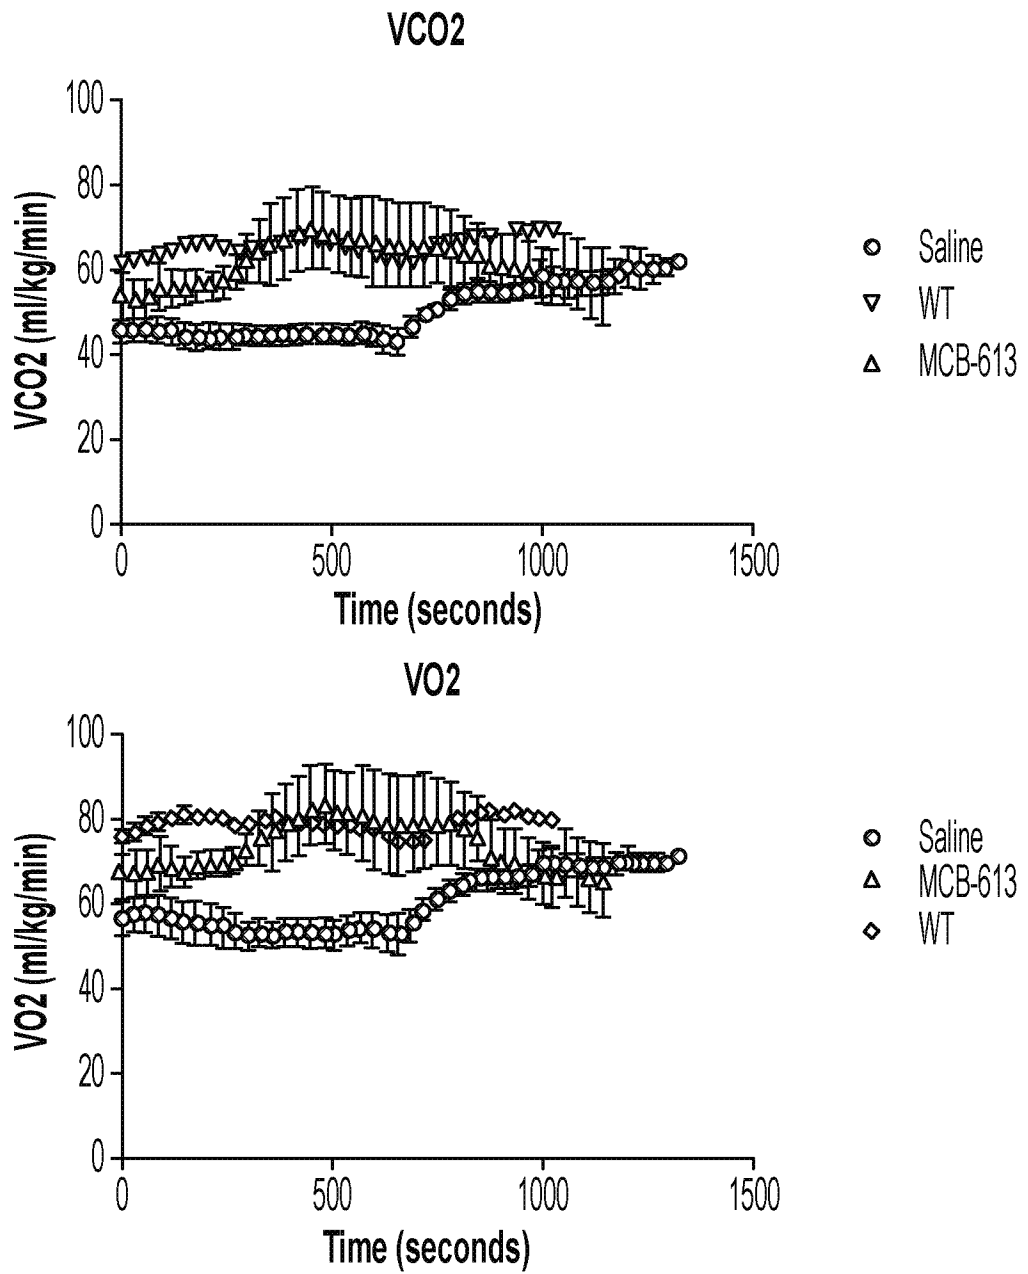 VCO2
100
80
60
40
20
0
VCO2 (ml/kg/min)
0 500 1000 1500
Time (seconds)
Saline
WT
MCB-613
VO2
100
80
60
40
20
0
VO2 (ml/kg/min)
0 500 1000 1500
Time (seconds)
Saline
MCB-613
WT